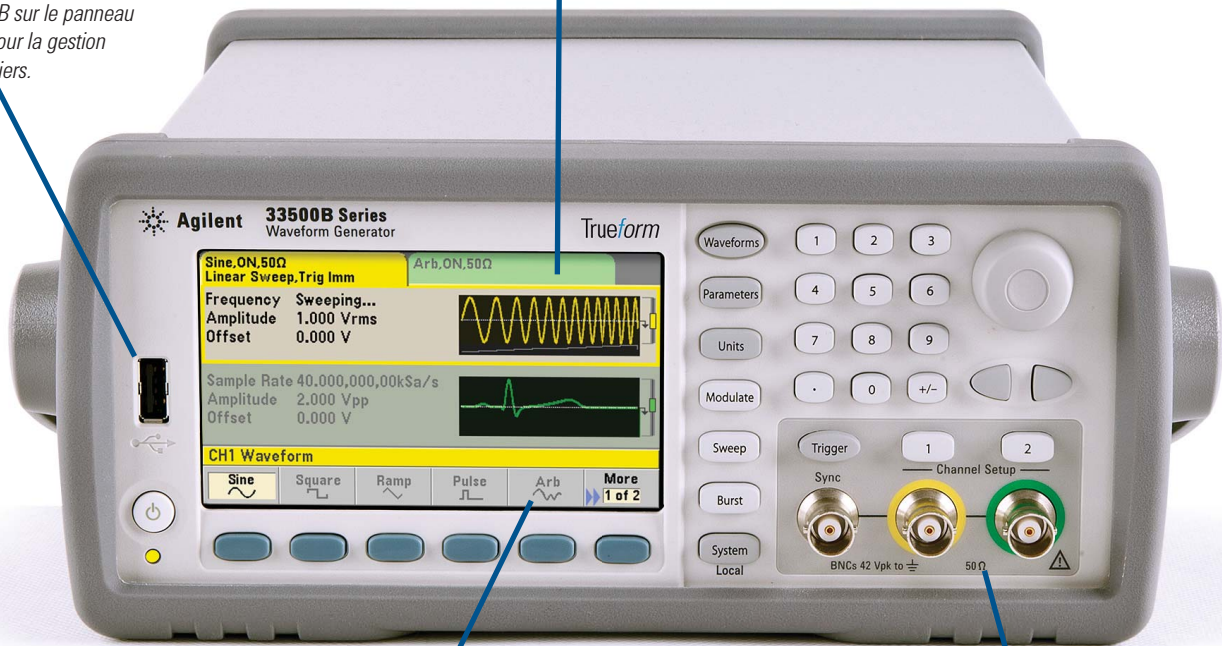 B sur le panneau
our la gestion
iers.
Agilent
33500B Series
Waveform Generator
Trueform
Sine,ON,50Ω
Linear Sweep,Trig Imm
Arb,ON,50Ω
Frequency Sweeping...
Amplitude 1.000 Vrms
Offset 0.000 V
Sample Rate 40.000,000,00kSa/s
Amplitude 2.000 Vpp
Offset 0.000 V
CH1 Waveform
Sine Square Ramp Pulse Arb More
1 of 2
Waveforms
Parameters
Units
Modulate
Sweep
Burst
System
Local
1 2 3
4 5 6
7 8 9
. 0 +/-
Trigger 1 2
Channel Setup
Sync
BNCs 42 Vpk to 50 Ω